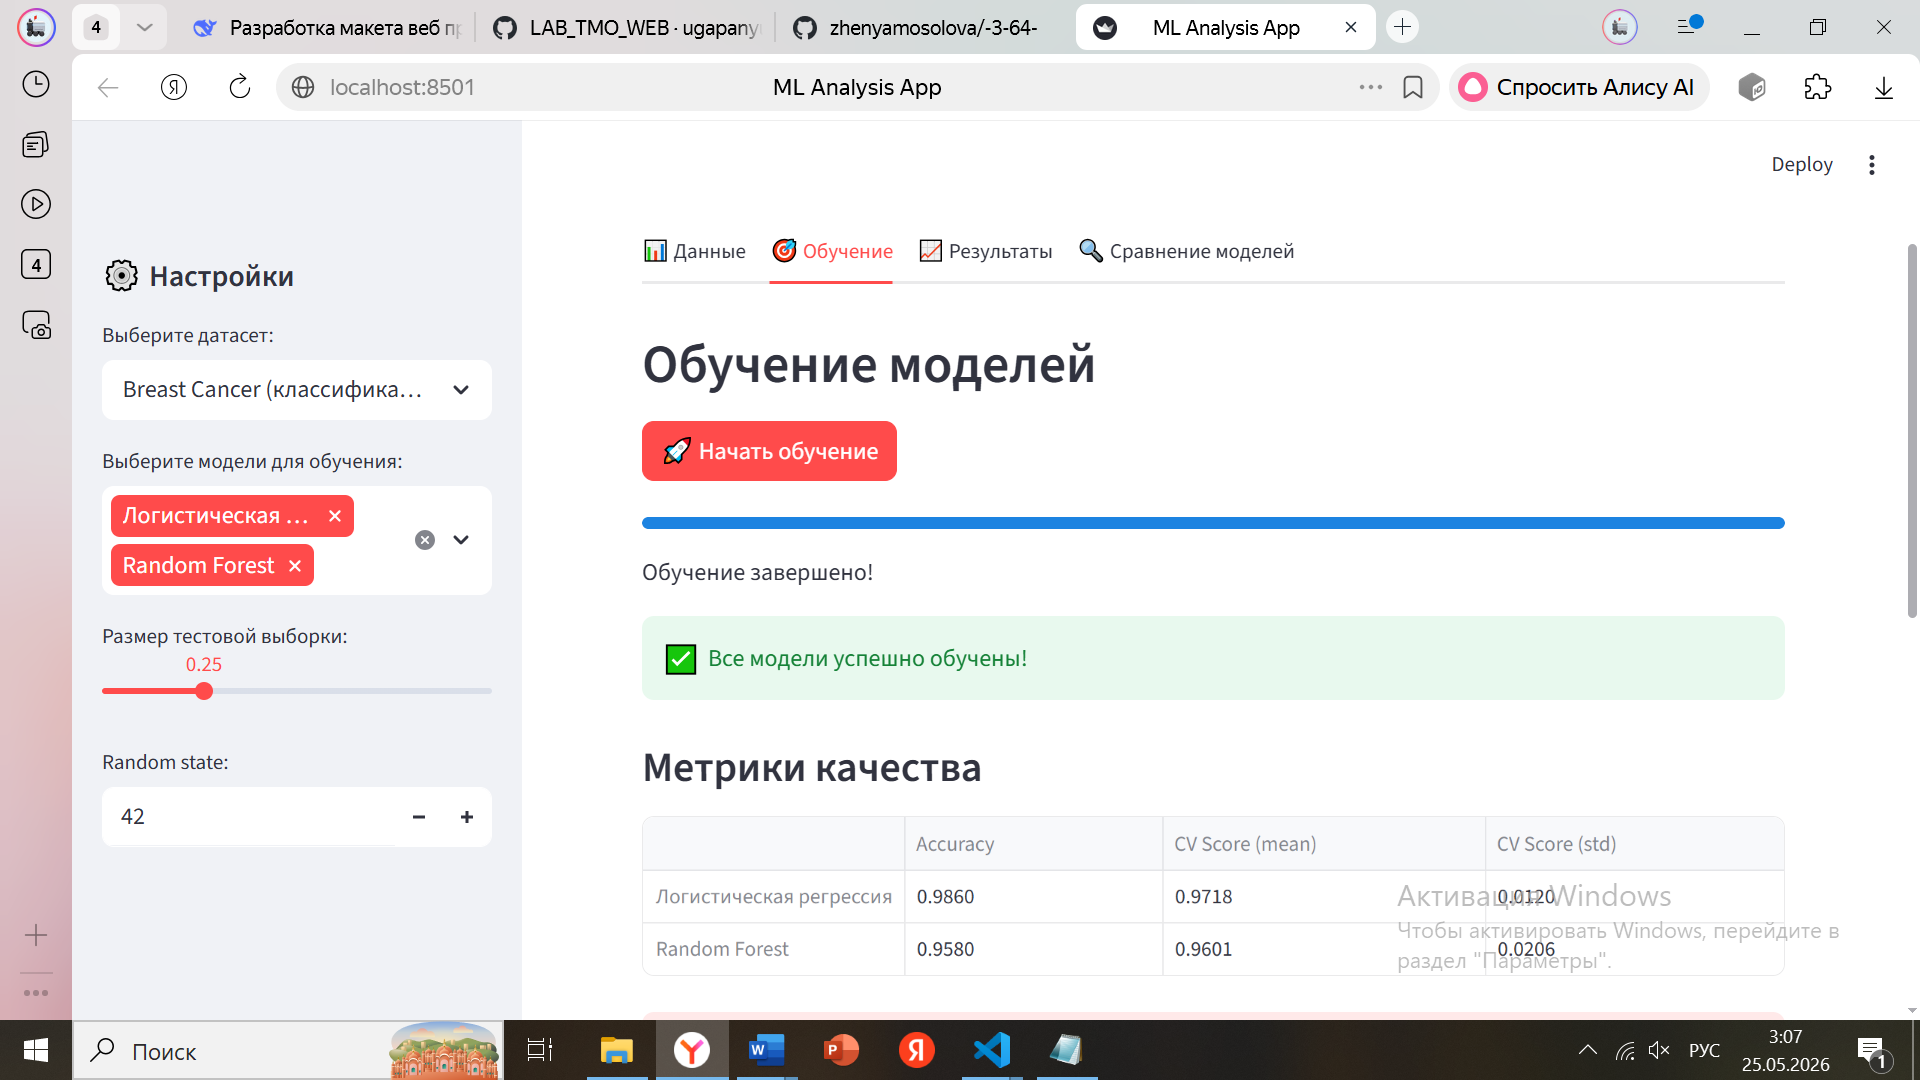 4
Разработка макета веб пр
LAB_TMO_WEB · ugapany
zhenyamosolova/-3-64-
ML Analysis App
localhost:8501
ML Analysis App
Спросить Алису AI
4
Deploy
Настройки
Выберите датасет:
Breast Cancer (классифика...
Выберите модели для обучения:
Логистическая ...
Random Forest
Размер тестовой выборки:
0.25
Random state:
42
Данные
Обучение
Результаты
Сравнение моделей
Обучение моделей
Начать обучение
Обучение завершено!
Все модели успешно обучены!
Метрики качества
Accuracy CV Score (mean) CV Score (std)
Логистическая регрессия 0.9860 0.9718 0.0120
Random Forest 0.9580 0.9601 0.0206
Активация Windows
Чтобы активировать Windows, перейдите в
раздел "Параметры".
Поиск
РУС
3:07
25.05.2026
1